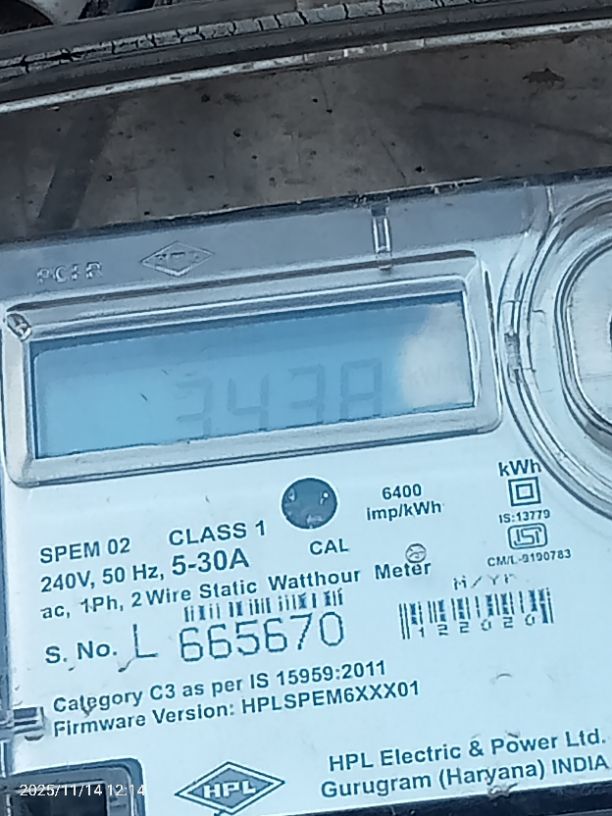 3438
kWh
6400
imp/kWh
IS:13779
ISI
CM/L-9190783
SPEM 02 CLASS 1
CAL
240V, 50 Hz, 5-30A
ac, 1Ph, 2 Wire Static Watthour Meter
M/Yr
122020
S. No. L 665670
Category C3 as per IS 15959:2011
Firmware Version: HPLSPEM6XXX01
HPL
HPL Electric & Power Ltd.
Gurugram (Haryana) INDIA
2025/11/14 12:14